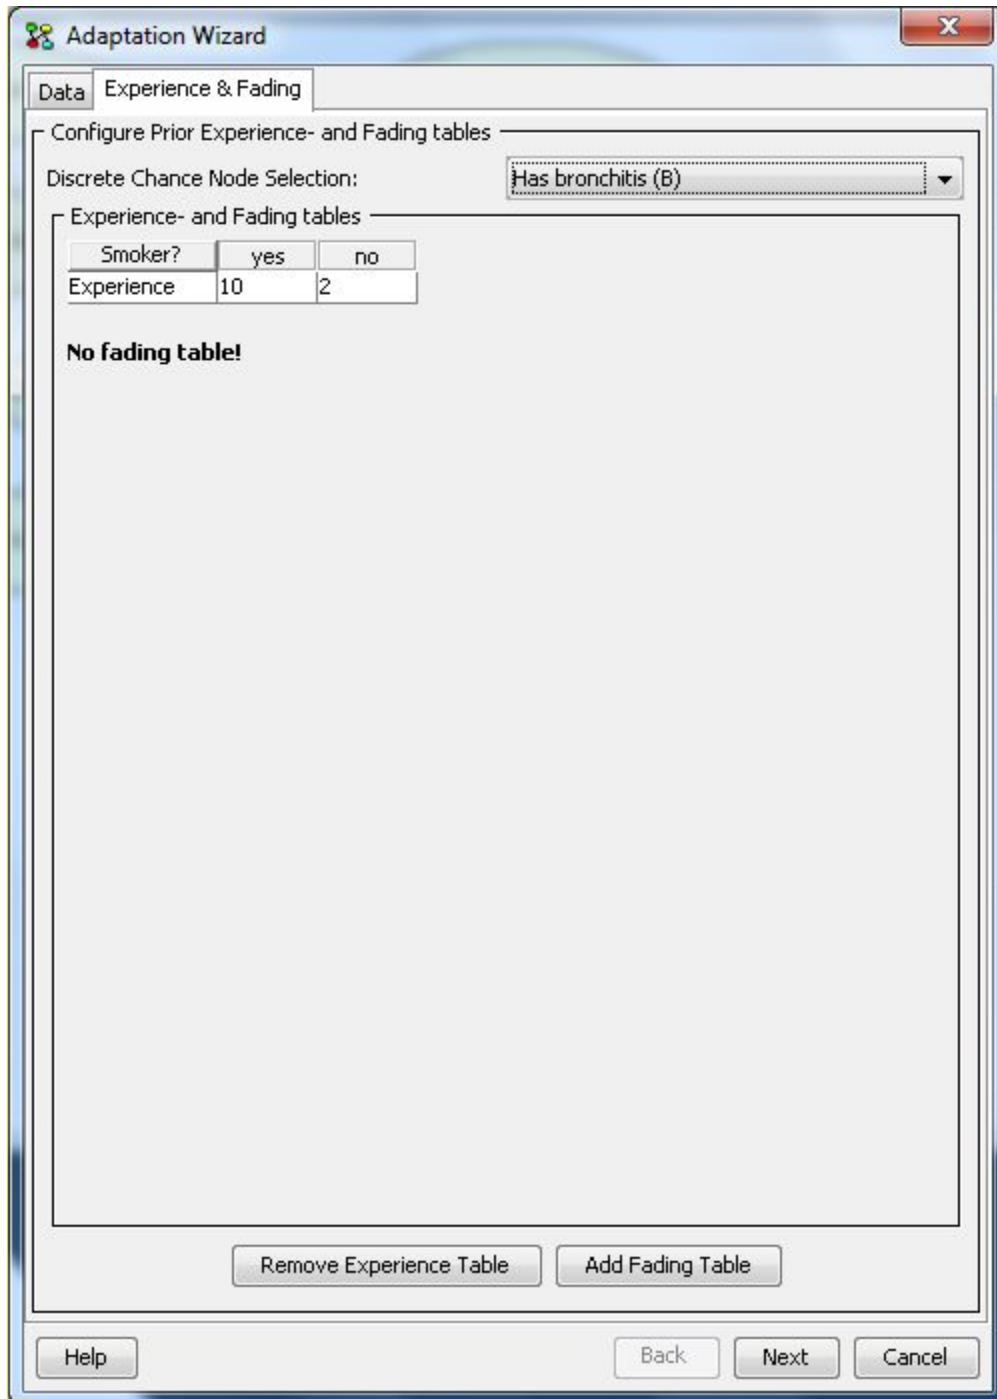 Adaptation Wizard
Data Experience & Fading
Configure Prior Experience- and Fading tables
Discrete Chance Node Selection: Has bronchitis (B)
Experience- and Fading tables
Smoker? yes no
Experience 10 2
No fading table!
Remove Experience Table Add Fading Table
Help Back Next Cancel